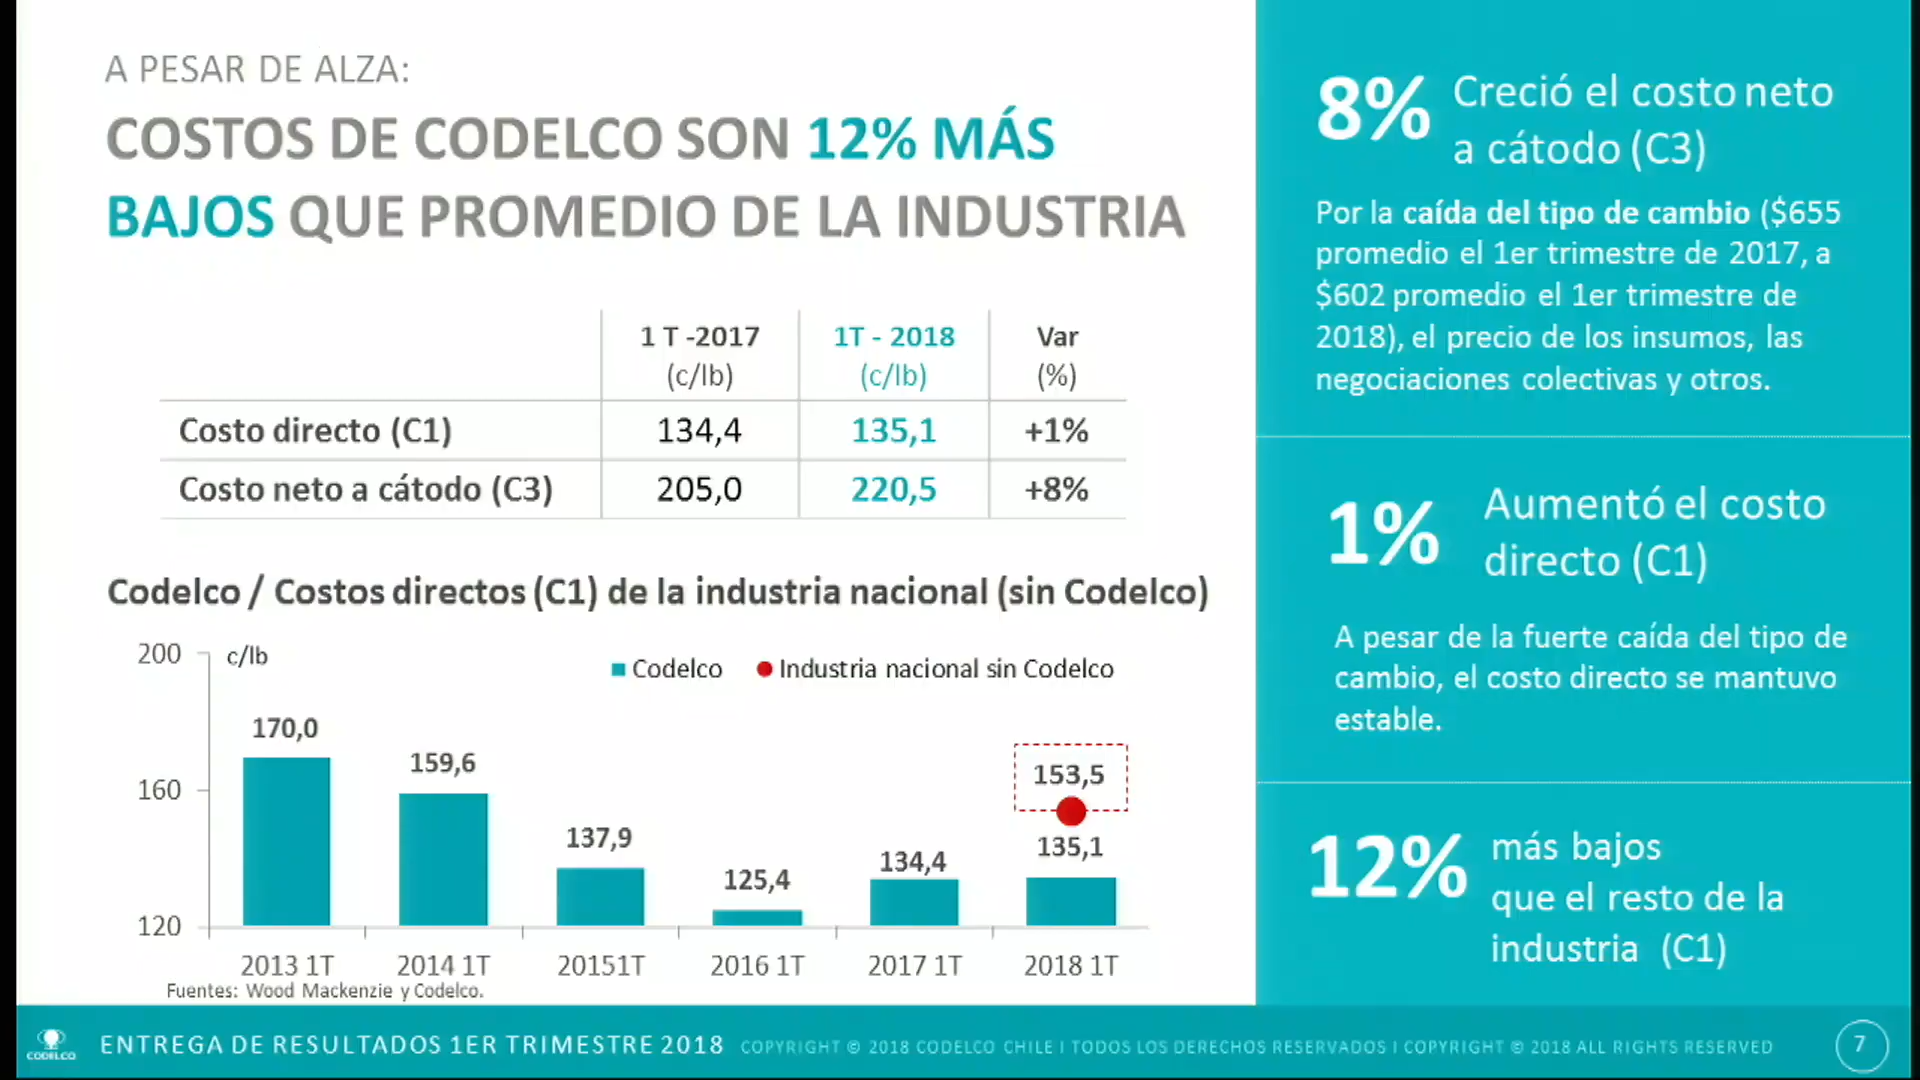 A PESAR DE ALZA:
COSTOS DE CODELCO SON 12% MÁS
BAJOS QUE PROMEDIO DE LA INDUSTRIA
1 T -2017 1T - 2018 Var
(c/lb) (c/lb) (%)
Costo directo (C1) 134,4 135,1 +1%
Costo neto a cátodo (C3) 205,0 220,5 +8%
Codelco / Costos directos (C1) de la industria nacional (sin Codelco)
200 c/lb
Codelco Industria nacional sin Codelco
160
120
170,0
159,6
137,9
125,4
134,4
153,5
135,1
2013 1T 2014 1T 20151T 2016 1T 2017 1T 2018 1T
Fuentes: Wood Mackenzie y Codelco.
8% Creció el costo neto
a cátodo (C3)
Por la caída del tipo de cambio ($655
promedio el 1er trimestre de 2017, a
$602 promedio el 1er trimestre de
2018), el precio de los insumos, las
negociaciones colectivas y otros.
1% Aumentó el costo
directo (C1)
A pesar de la fuerte caída del tipo de
cambio, el costo directo se mantuvo
estable.
12% más bajos
que el resto de la
industria (C1)
CODELCO
ENTREGA DE RESULTADOS 1ER TRIMESTRE 2018 COPYRIGHT © 2018 CODELCO CHILE I TODOS LOS DERECHOS RESERVADOS I COPYRIGHT © 2018 ALL RIGHTS RESERVED
7